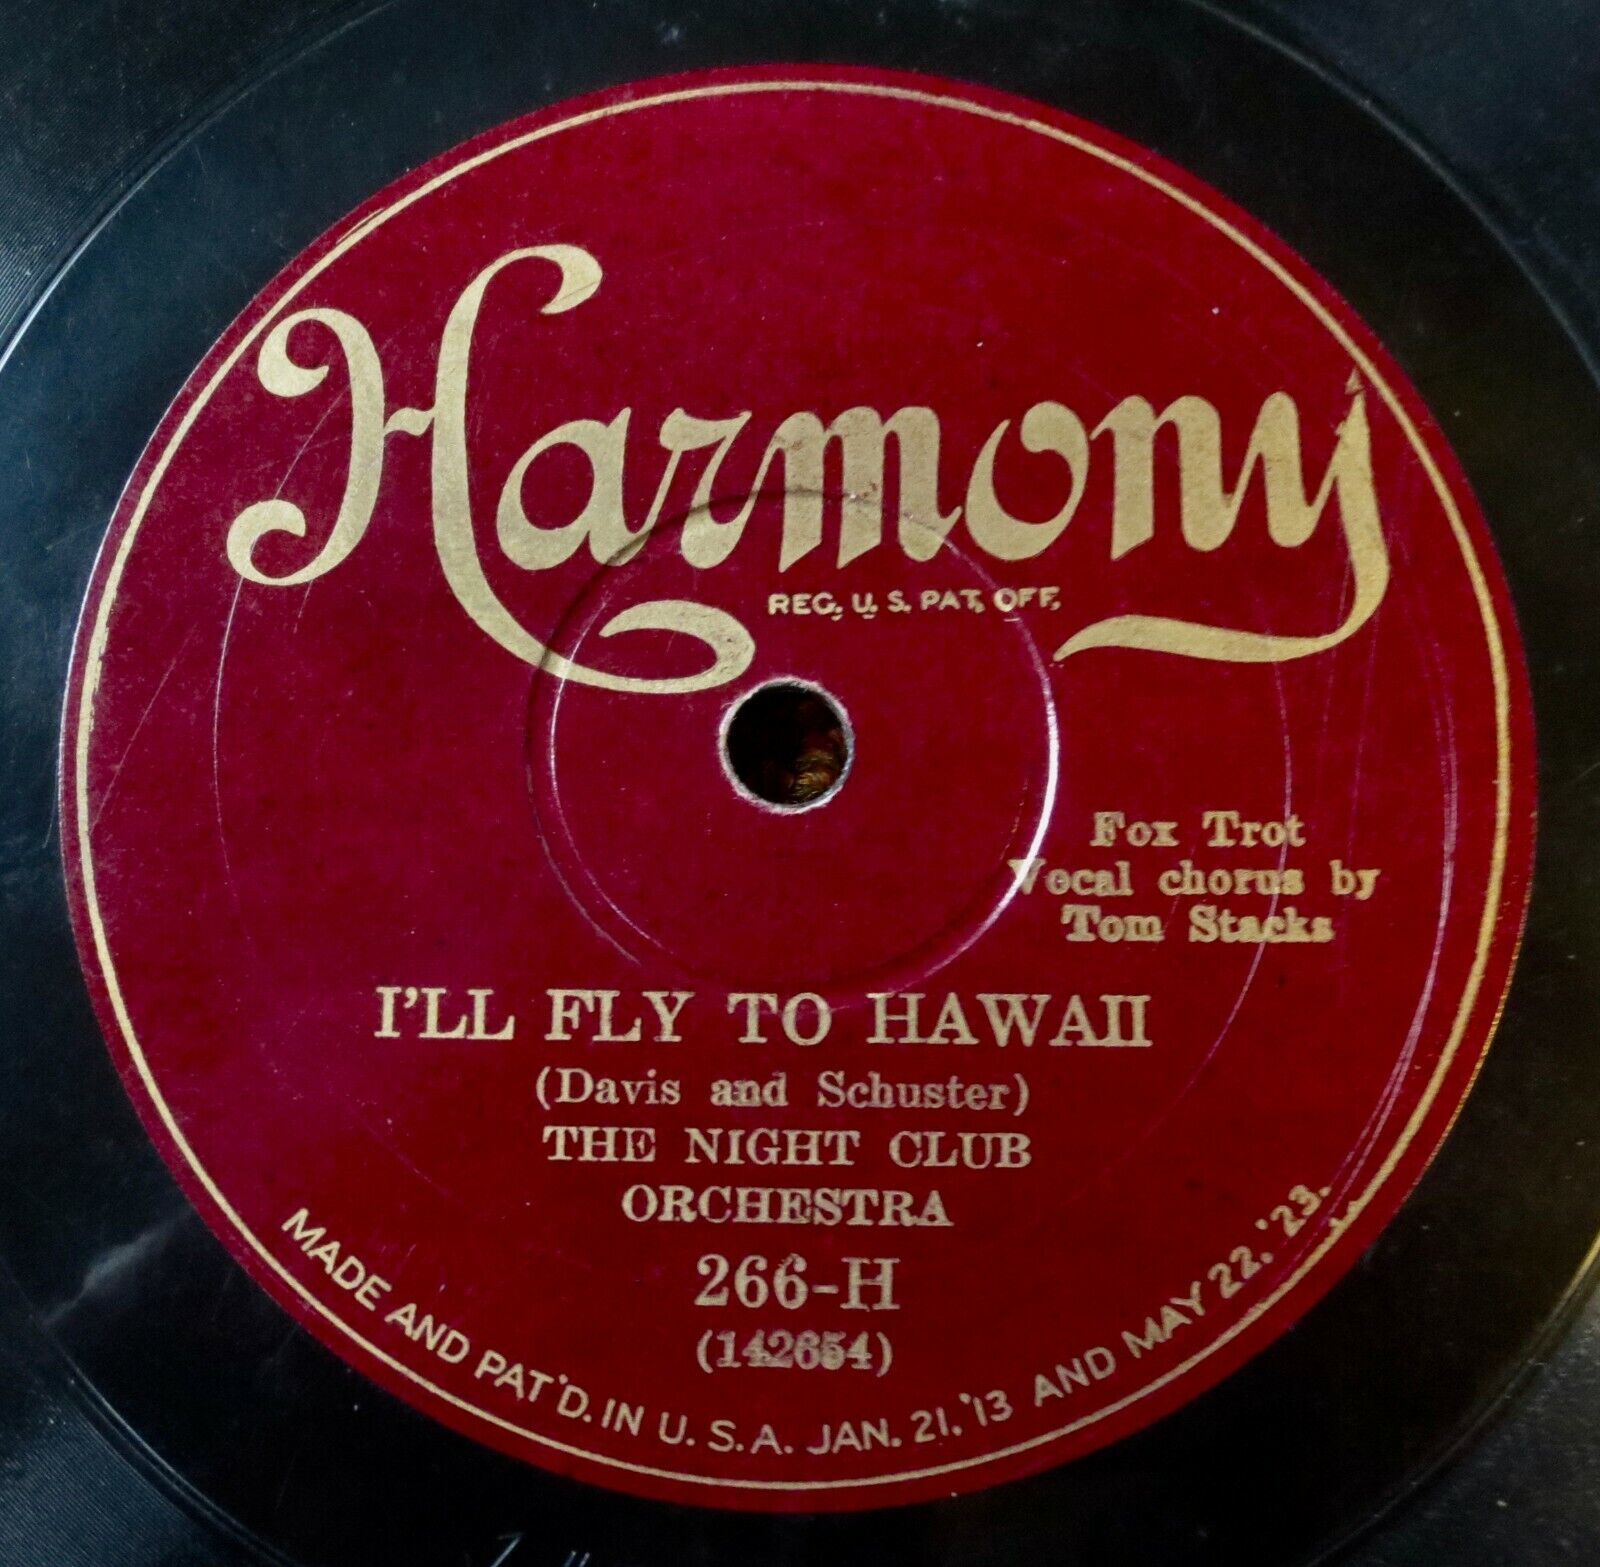 Harmony
REG. U. S. PAT. OFF.
Fox Trot
Vocal chorus by
Tom Stacks
I'LL FLY TO HAWAII
(Davis and Schuster)
THE NIGHT CLUB
ORCHESTRA
266-H
(142654)
MADE AND PAT'D. IN U.S.A. JAN. 21, '13 AND MAY 22, '23.